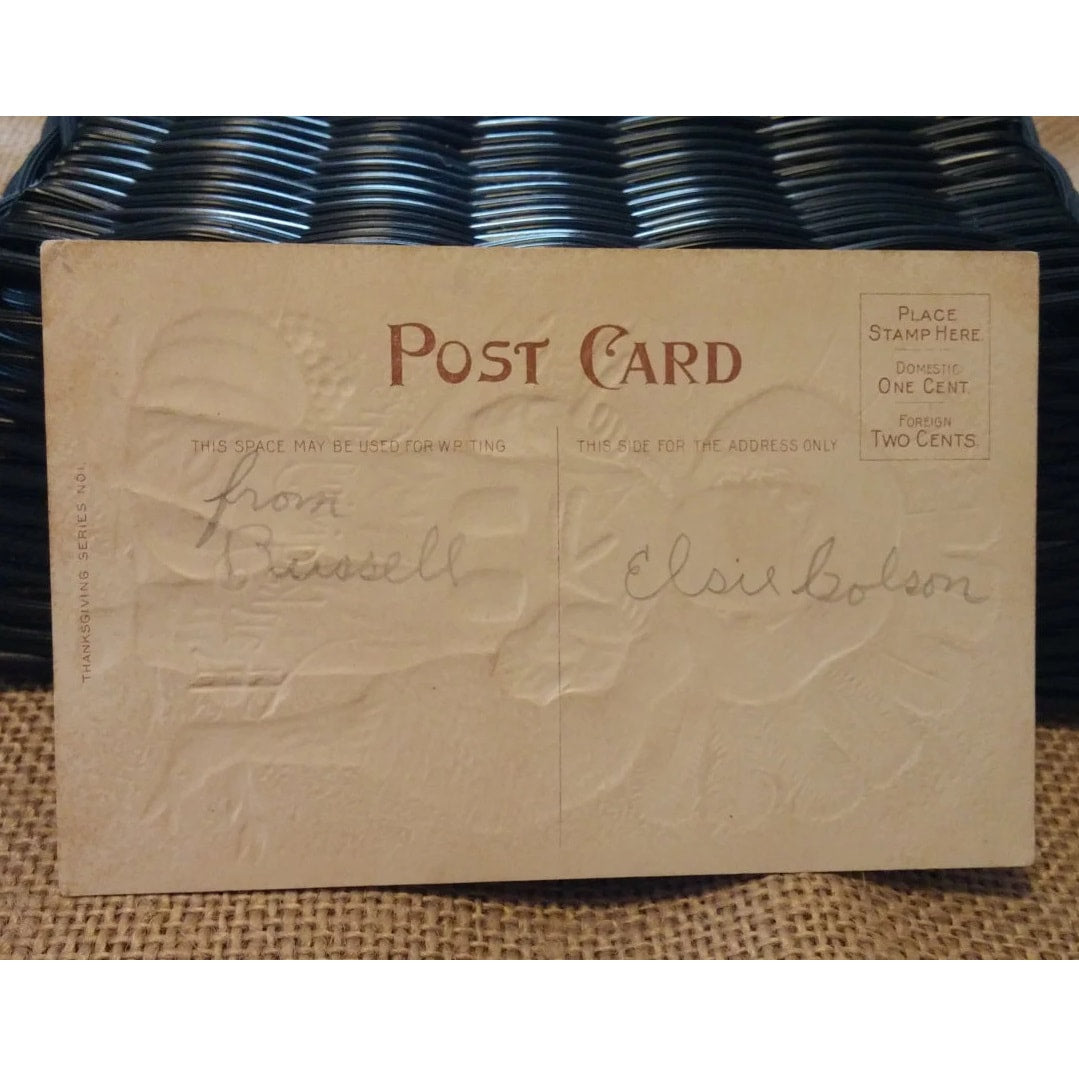 POST CARD
PLACE
STAMP HERE.
DOMESTIC
ONE CENT.
FOREIGN
TWO CENTS.
THIS SPACE MAY BE USED FOR WRITING
THIS SIDE FOR THE ADDRESS ONLY
from
Russell
Elsie Colson
THANKSGIVING SERIES NO 1.